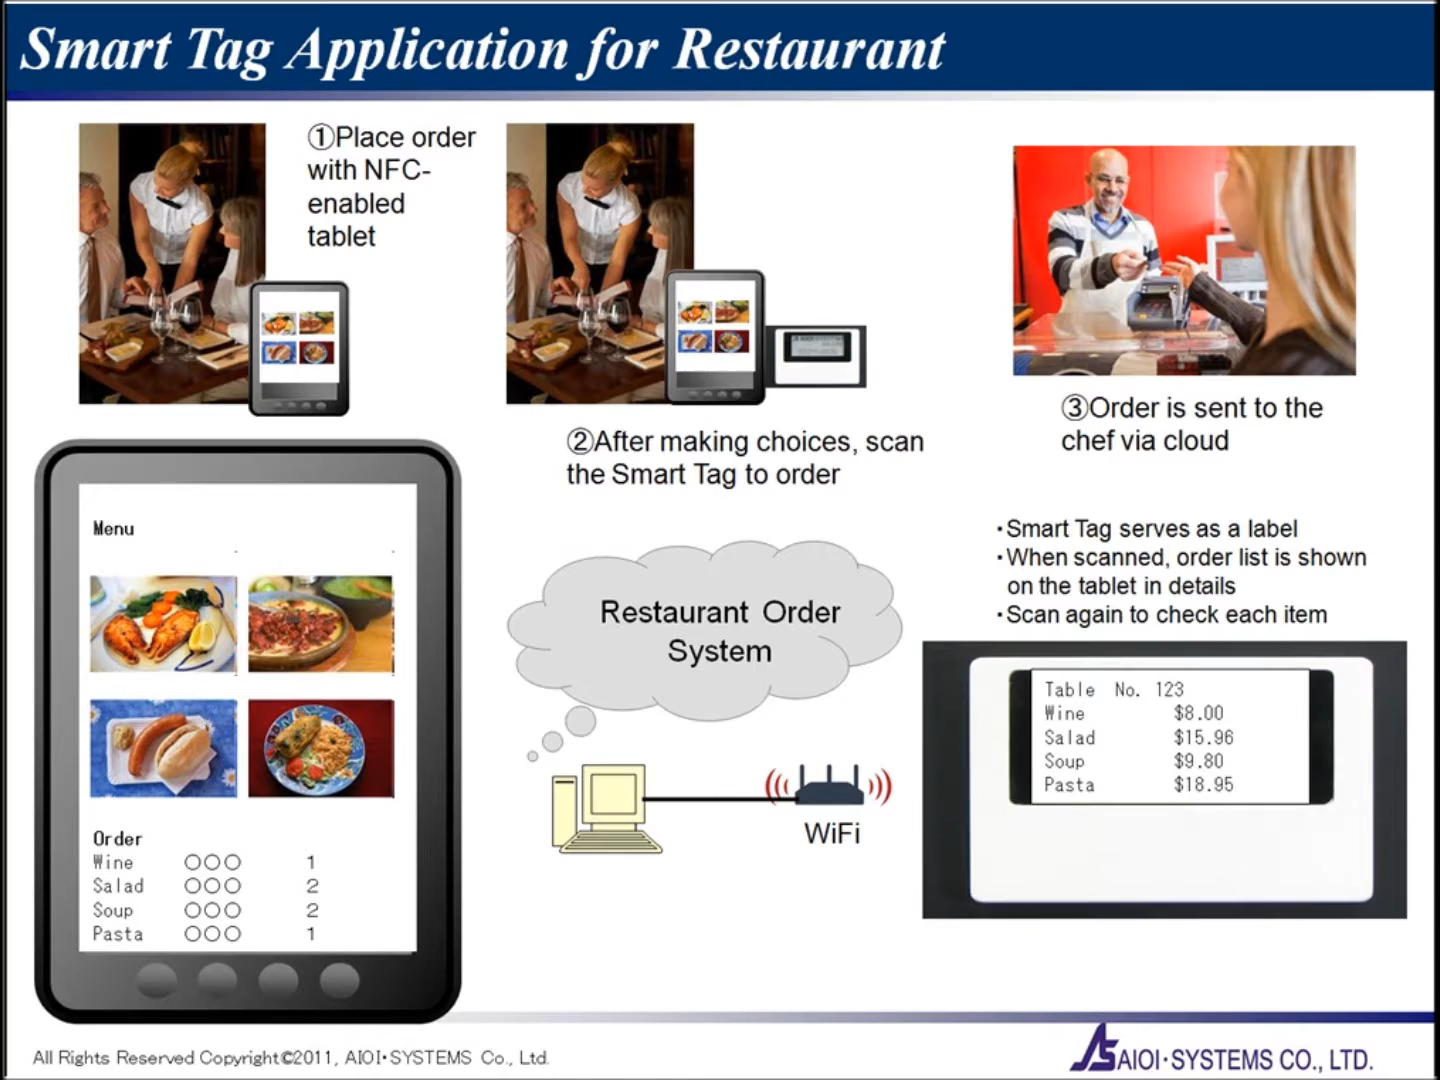 Smart Tag Application for Restaurant
①Place order
with NFC-
enabled
tablet
②After making choices, scan
the Smart Tag to order
③Order is sent to the
chef via cloud
Menu
Order
Wine ○○○ 1
Salad ○○○ 2
Soup ○○○ 2
Pasta ○○○ 1
Restaurant Order
System
WiFi
・Smart Tag serves as a label
・When scanned, order list is shown
on the tablet in details
・Scan again to check each item
Table No. 123
Wine $8.00
Salad $15.96
Soup $9.80
Pasta $18.95
All Rights Reserved Copyright©2011, AIOI・SYSTEMS Co., Ltd.
AIOI・SYSTEMS CO., LTD.